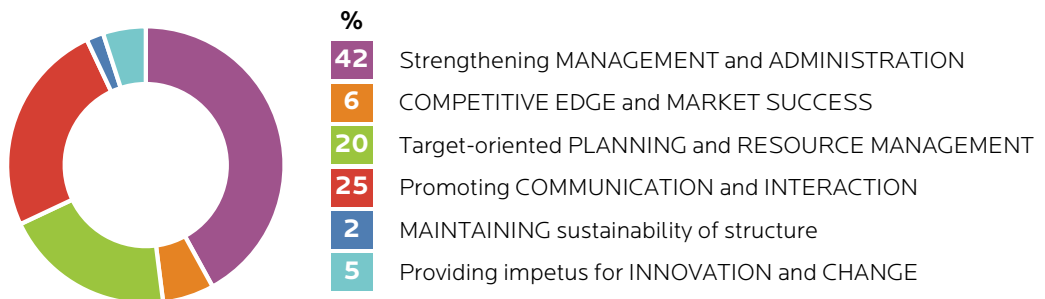 %
42 Strengthening MANAGEMENT and ADMINISTRATION
6 COMPETITIVE EDGE and MARKET SUCCESS
20 Target-oriented PLANNING and RESOURCE MANAGEMENT
25 Promoting COMMUNICATION and INTERACTION
2 MAINTAINING sustainability of structure
5 Providing impetus for INNOVATION and CHANGE